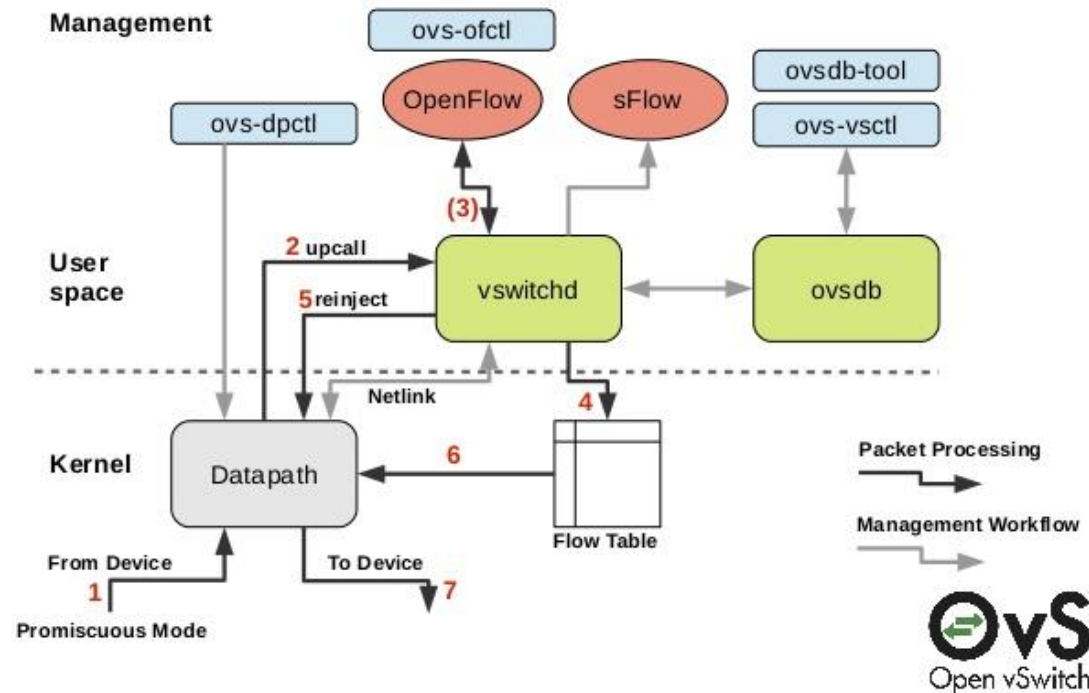 Management
ovs-ofctl
OpenFlow
sFlow
ovsdb-tool
ovs-vsctl
ovs-dpctl
(3)
User
space
2 upcall
5 reinject
vswitchd
ovsdb
Netlink
4
Kernel
Datapath
6
Flow Table
Packet Processing
Management Workflow
From Device
1
To Device
7
Promiscuous Mode
OvS
Open vSwitch